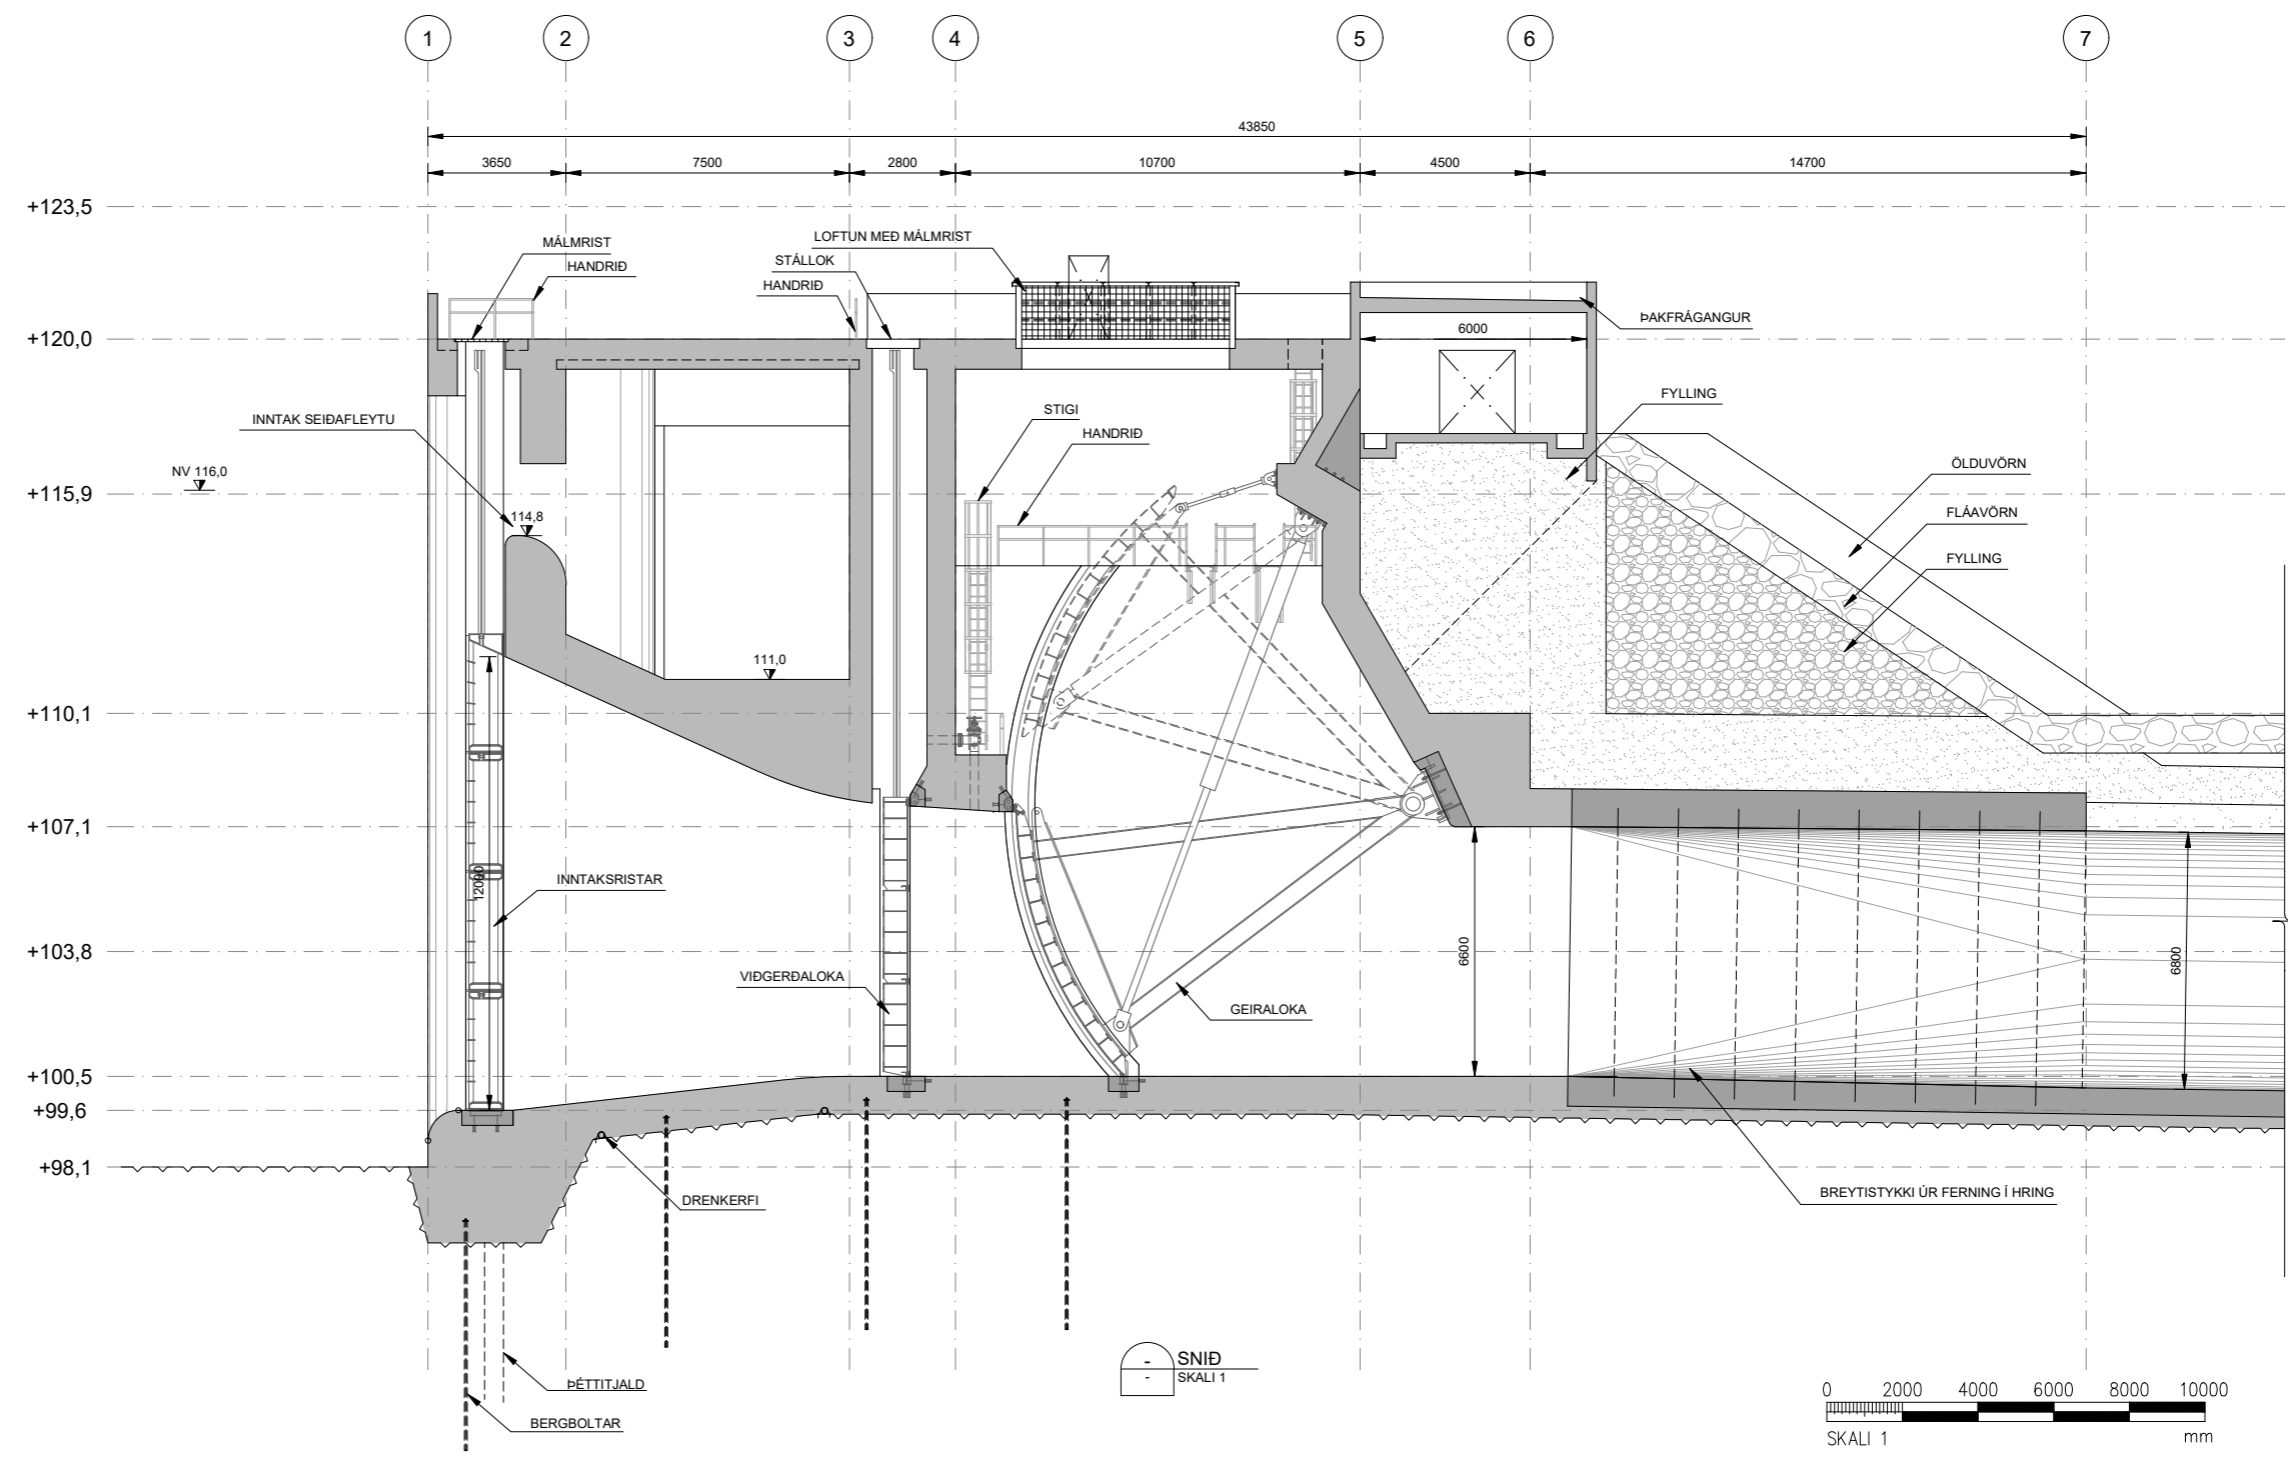 1 2 3 4 5 6 7
43850
3650 7500 2800 10700 4500 14700
+123,5
LOFTUN MEÐ MÁLMRIST
MÁLMRIST
STÁLLOK
HANDRIÐ
HANDRIÐ
ÞAKFRÁGANGUR
6000
+120,0
FYLLING
STIGI
INNTAK SEIÐAFLEYTU
HANDRIÐ
ÖLDUVÖRN
NV 116,0
+115,9
114,8
FLÁAVÖRN
FYLLING
111,0
+110,1
+107,1
12000
INNTAKSRISTAR
+103,8
6600
6800
VIÐGERÐALOKA
GEIRALOKA
+100,5
+99,6
+98,1
DRENKERFI
BREYTISTYKKI ÚR FERNING Í HRING
- SNIÐ
- SKALI 1
ÞÉTTITJALD
BERGBOLTAR
0 2000 4000 6000 8000 10000
SKALI 1 mm